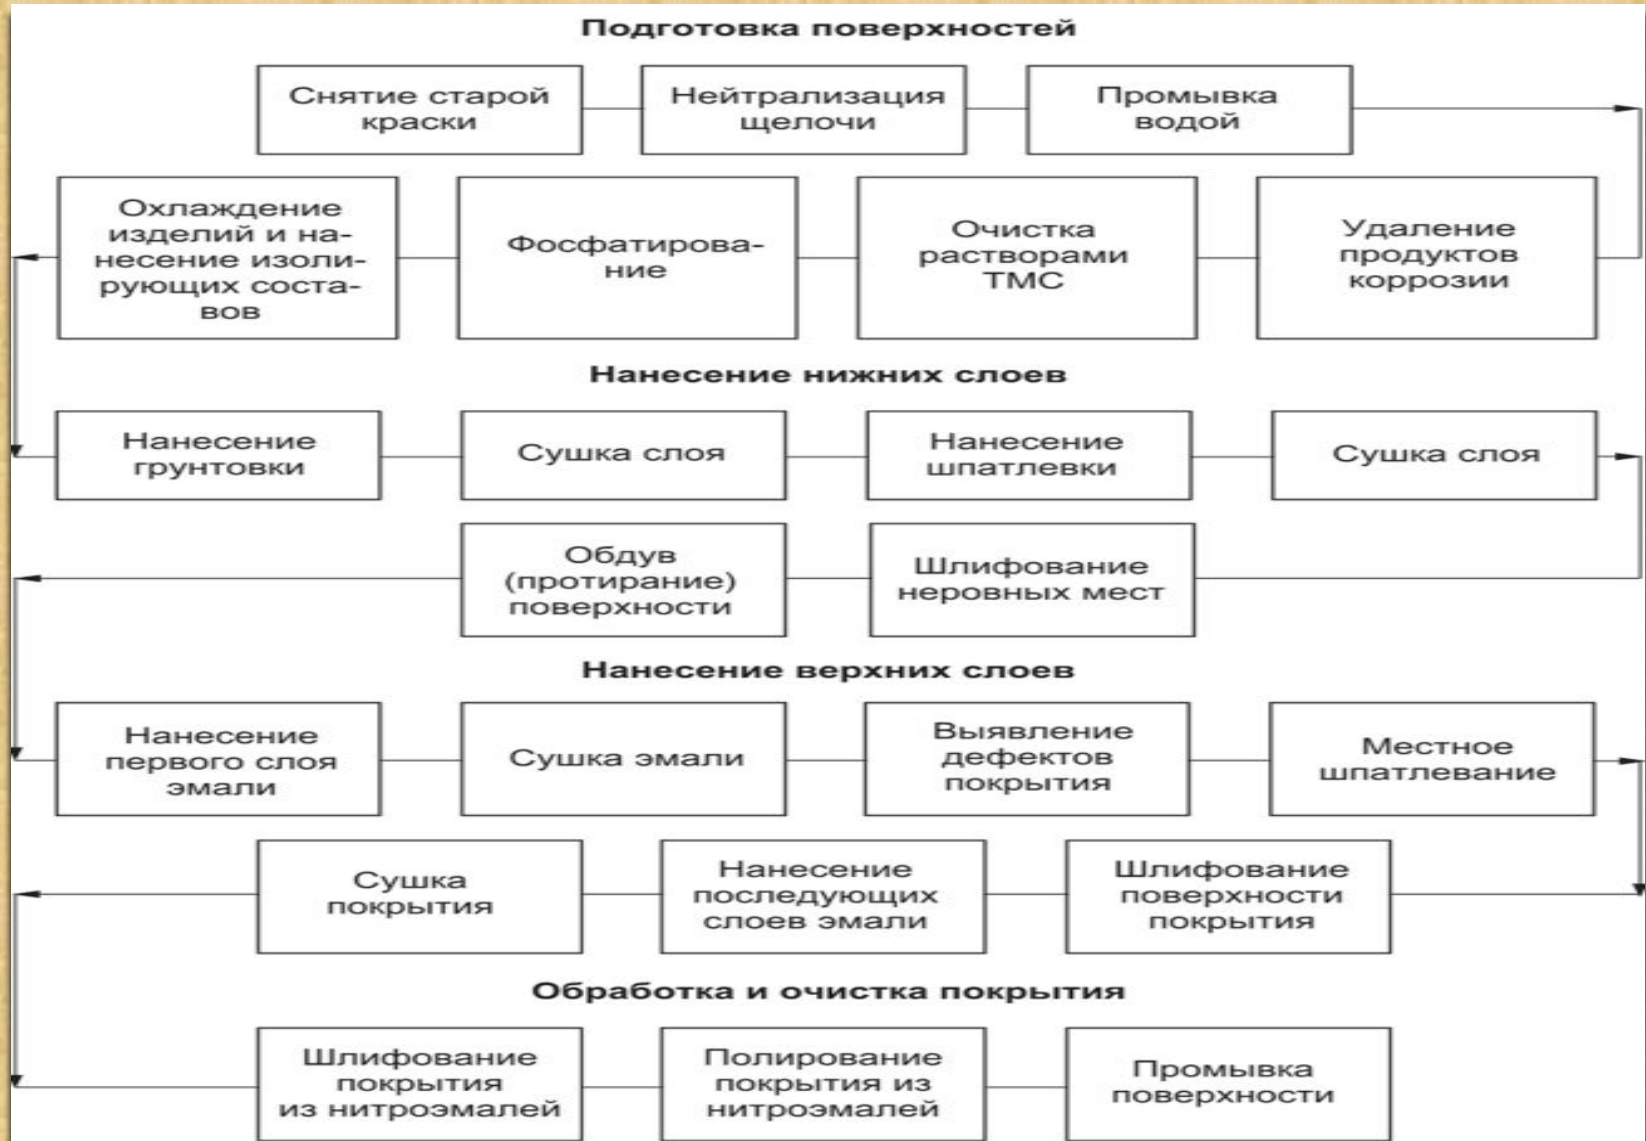 Подготовка поверхностей
Снятие старой
краски
Нейтрализация
щелочи
Промывка
водой
Охлаждение
изделий и на-
несение изоли-
рующих соста-
вов
Фосфатирова-
ние
Очистка
растворами
ТМС
Удаление
продуктов
коррозии
Нанесение нижних слоев
Нанесение
грунтовки
Сушка слоя
Нанесение
шпатлевки
Сушка слоя
Обдув
(протирание)
поверхности
Шлифование
неровных мест
Нанесение верхних слоев
Нанесение
первого слоя
эмали
Сушка эмали
Выявление
дефектов
покрытия
Местное
шпатлевание
Сушка
покрытия
Нанесение
последующих
слоев эмали
Шлифование
поверхности
покрытия
Обработка и очистка покрытия
Шлифование
покрытия
из нитроэмалей
Полирование
покрытия из
нитроэмалей
Промывка
поверхности